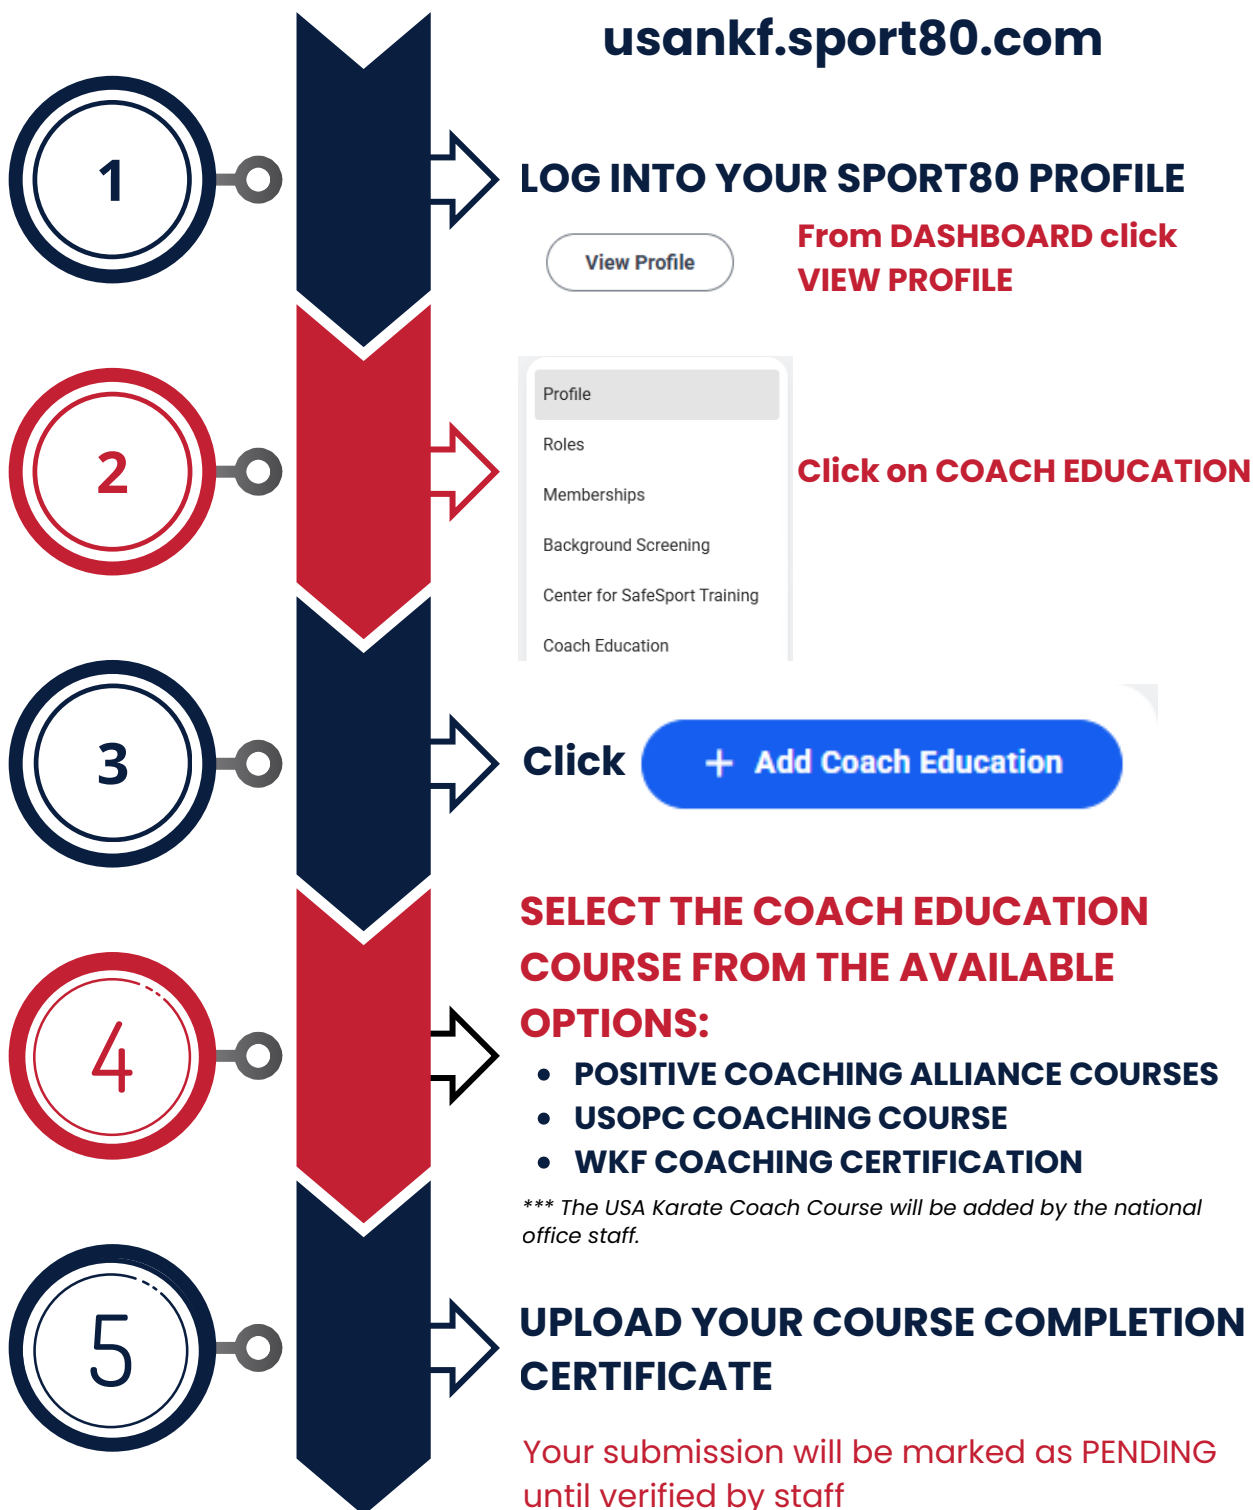 usankf.sport80.com
1
LOG INTO YOUR SPORT80 PROFILE
View Profile
From DASHBOARD click
VIEW PROFILE
2
Profile
Roles
Memberships
Background Screening
Center for SafeSport Training
Coach Education
Click on COACH EDUCATION
3
Click
+ Add Coach Education
4
SELECT THE COACH EDUCATION
COURSE FROM THE AVAILABLE
OPTIONS:
• POSITIVE COACHING ALLIANCE COURSES
• USOPC COACHING COURSE
• WKF COACHING CERTIFICATION
*** The USA Karate Coach Course will be added by the national
office staff.
5
UPLOAD YOUR COURSE COMPLETION
CERTIFICATE
Your submission will be marked as PENDING
until verified by staff